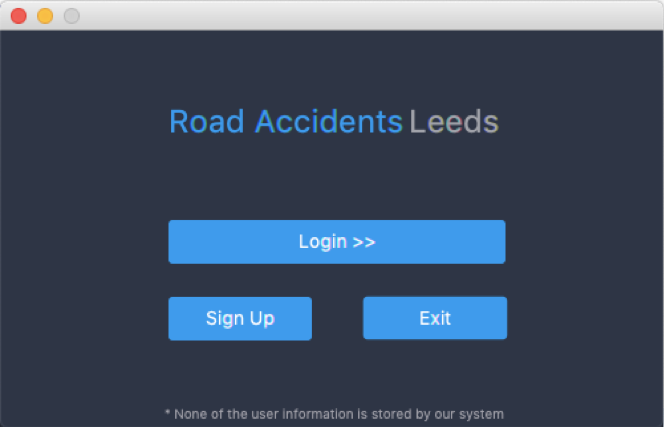 Road Accidents Leeds
Login >>
Sign Up
Exit
* None of the user information is stored by our system